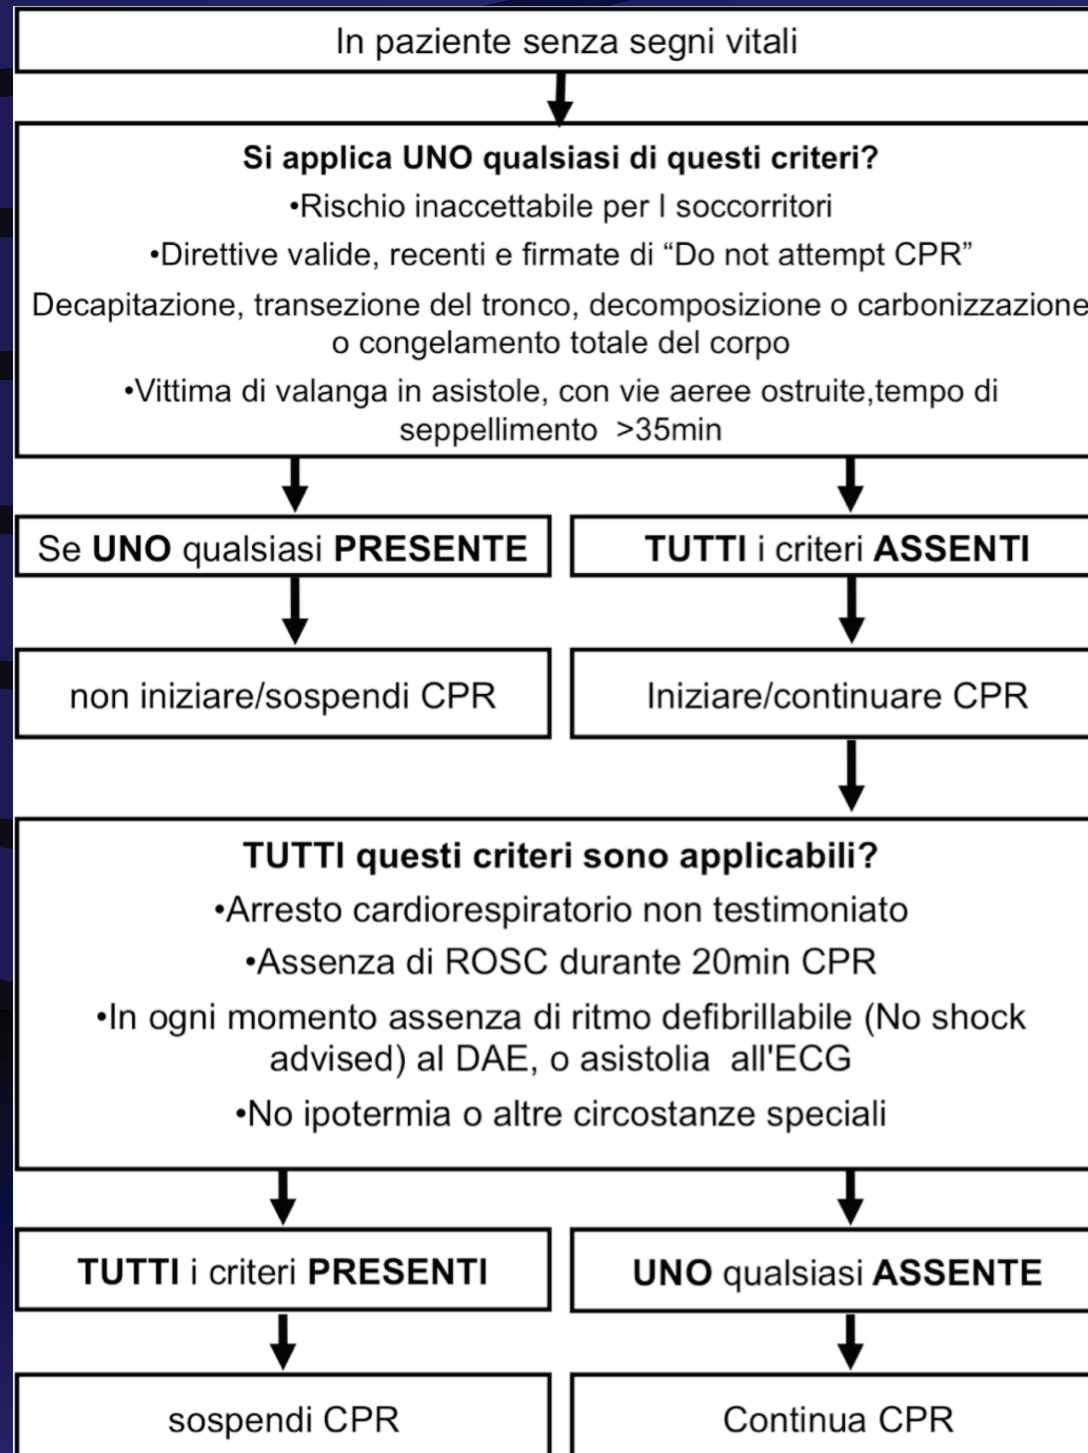 In paziente senza segni vitali
Si applica UNO qualsiasi di questi criteri?
•Rischio inaccettabile per I soccorritori
•Direttive valide, recenti e firmate di “Do not attempt CPR”
Decapitazione, transezione del tronco, decomposizione o carbonizzazione
o congelamento totale del corpo
•Vittima di valanga in asistole, con vie aeree ostruite,tempo di
seppellimento >35min
Se UNO qualsiasi PRESENTE
TUTTI i criteri ASSENTI
non iniziare/sospendi CPR
Iniziare/continuare CPR
TUTTI questi criteri sono applicabili?
•Arresto cardiorespiratorio non testimoniato
•Assenza di ROSC durante 20min CPR
•In ogni momento assenza di ritmo defibrillabile (No shock
advised) al DAE, o asistolia all'ECG
•No ipotermia o altre circostanze speciali
TUTTI i criteri PRESENTI
UNO qualsiasi ASSENTE
sospendi CPR
Continua CPR